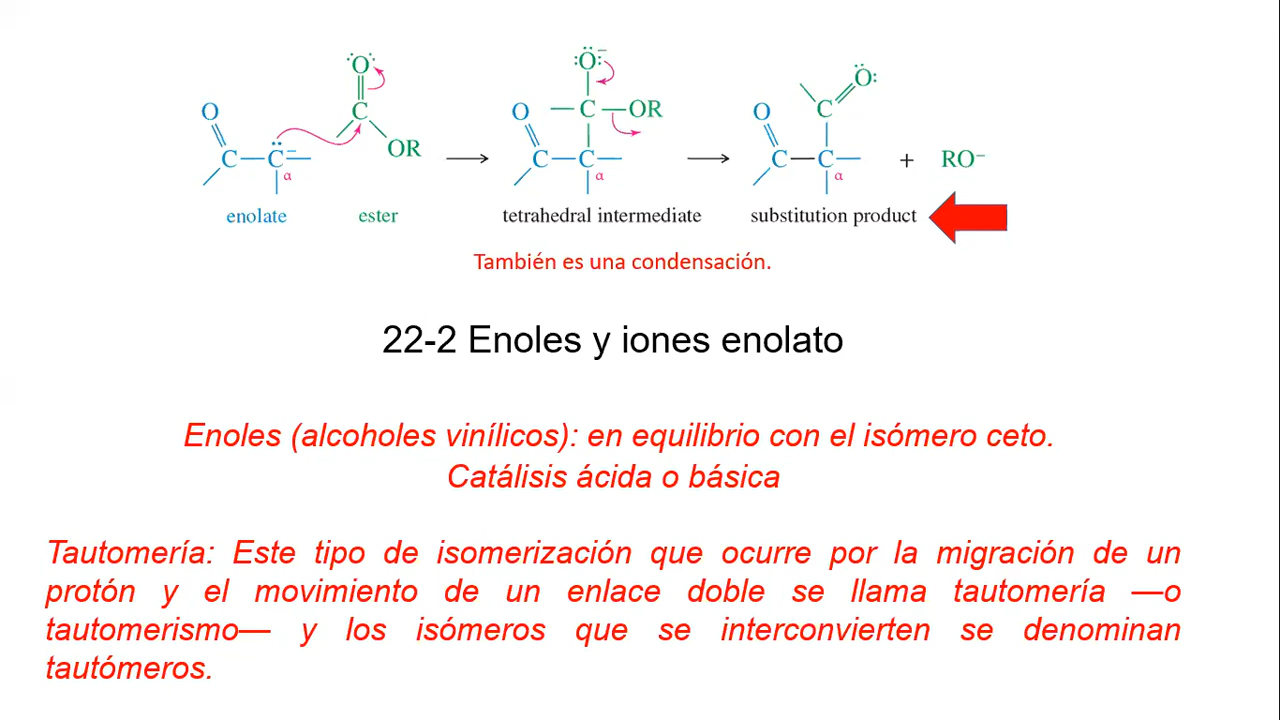 :O: :O:⁻ :O:
O C O C—OR O C
C—C⁻ OR C—C C—C + RO⁻
α α α
enolate ester tetrahedral intermediate substitution product
También es una condensación.
22-2 Enoles y iones enolato
Enoles (alcoholes vinílicos): en equilibrio con el isómero ceto.
Catálisis ácida o básica
Tautomería: Este tipo de isomerización que ocurre por la migración de un
protón y el movimiento de un enlace doble se llama tautomería —o
tautomerismo— y los isómeros que se interconvierten se denominan
tautómeros.